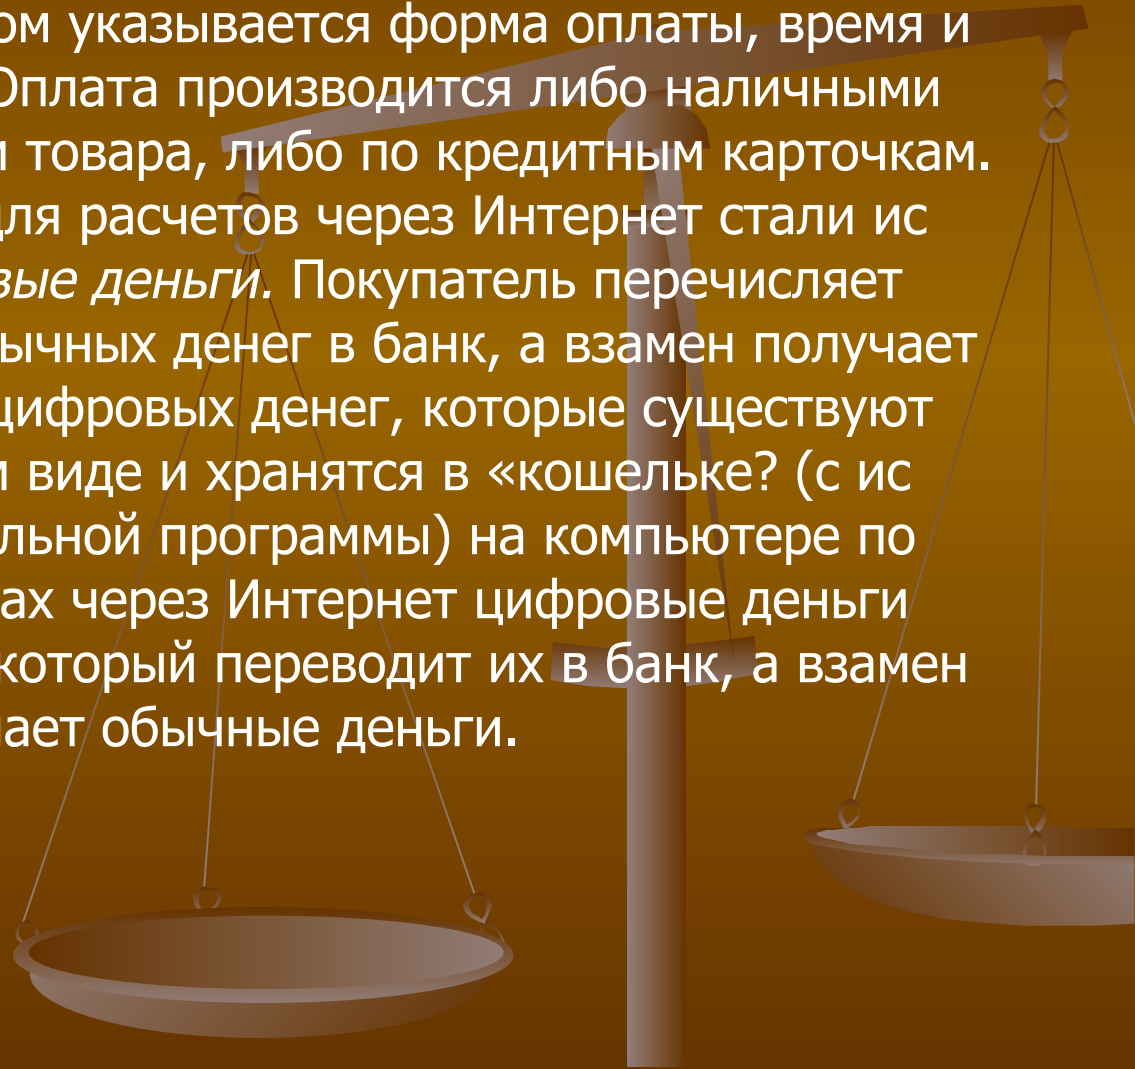 ом указывается форма оплаты, время и
Оплата производится либо наличными
и товара, либо по кредитным карточкам.
для расчетов через Интернет стали ис
вые деньги. Покупатель перечисляет
ычных денег в банк, а взамен получает
цифровых денег, которые существуют
м виде и хранятся в «кошельке? (с ис
льной программы) на компьютере по
ах через Интернет цифровые деньги
который переводит их в банк, а взамен
чает обычные деньги.